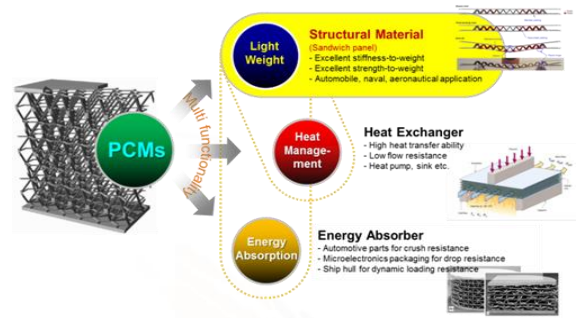 PCMs
Multi functionality
Light
Weight
Structural Material
(Sandwich panel)
- Excellent stiffness-to-weight
- Excellent strength-to-weight
- Automobile, naval, aeronautical application
Heat
Manage-
ment
Heat Exchanger
- High heat transfer ability
- Low flow resistance
- Heat pump, sink etc.
Energy
Absorption
Energy Absorber
- Automotive parts for crush resistance
- Microelectronics packaging for drop resistance
- Ship hull for dynamic loading resistance